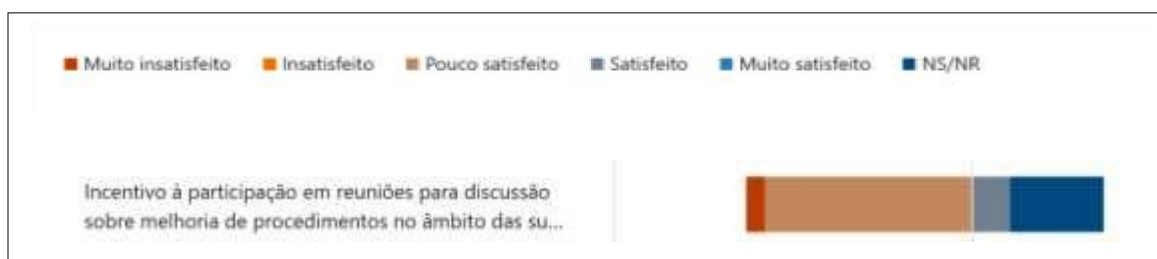 Muito insatisfeito Insatisfeito Pouco satisfeito Satisfeito Muito satisfeito NS/NR
Incentivo à participação em reuniões para discussão
sobre melhoria de procedimentos no âmbito das su...